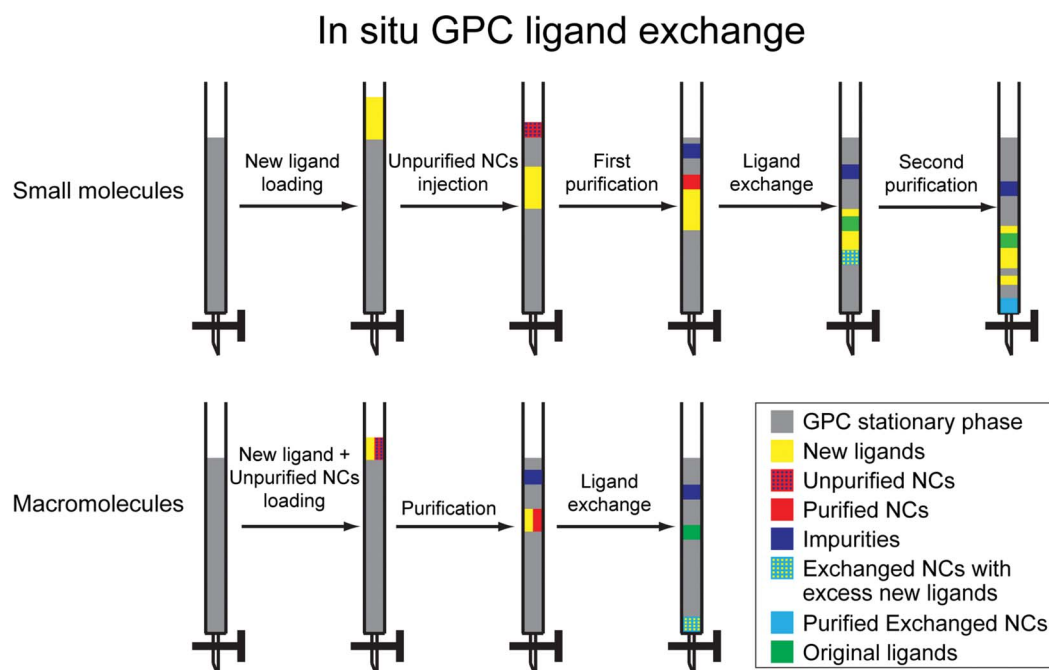 In situ GPC ligand exchange
Small molecules
New ligand
loading
Unpurified NCs
injection
First
purification
Ligand
exchange
Second
purification
Macromolecules
New ligand +
Unpurified NCs
loading
Purification
Ligand
exchange
GPC stationary phase
New ligands
Unpurified NCs
Purified NCs
Impurities
Exchanged NCs with
excess new ligands
Purified Exchanged NCs
Original ligands